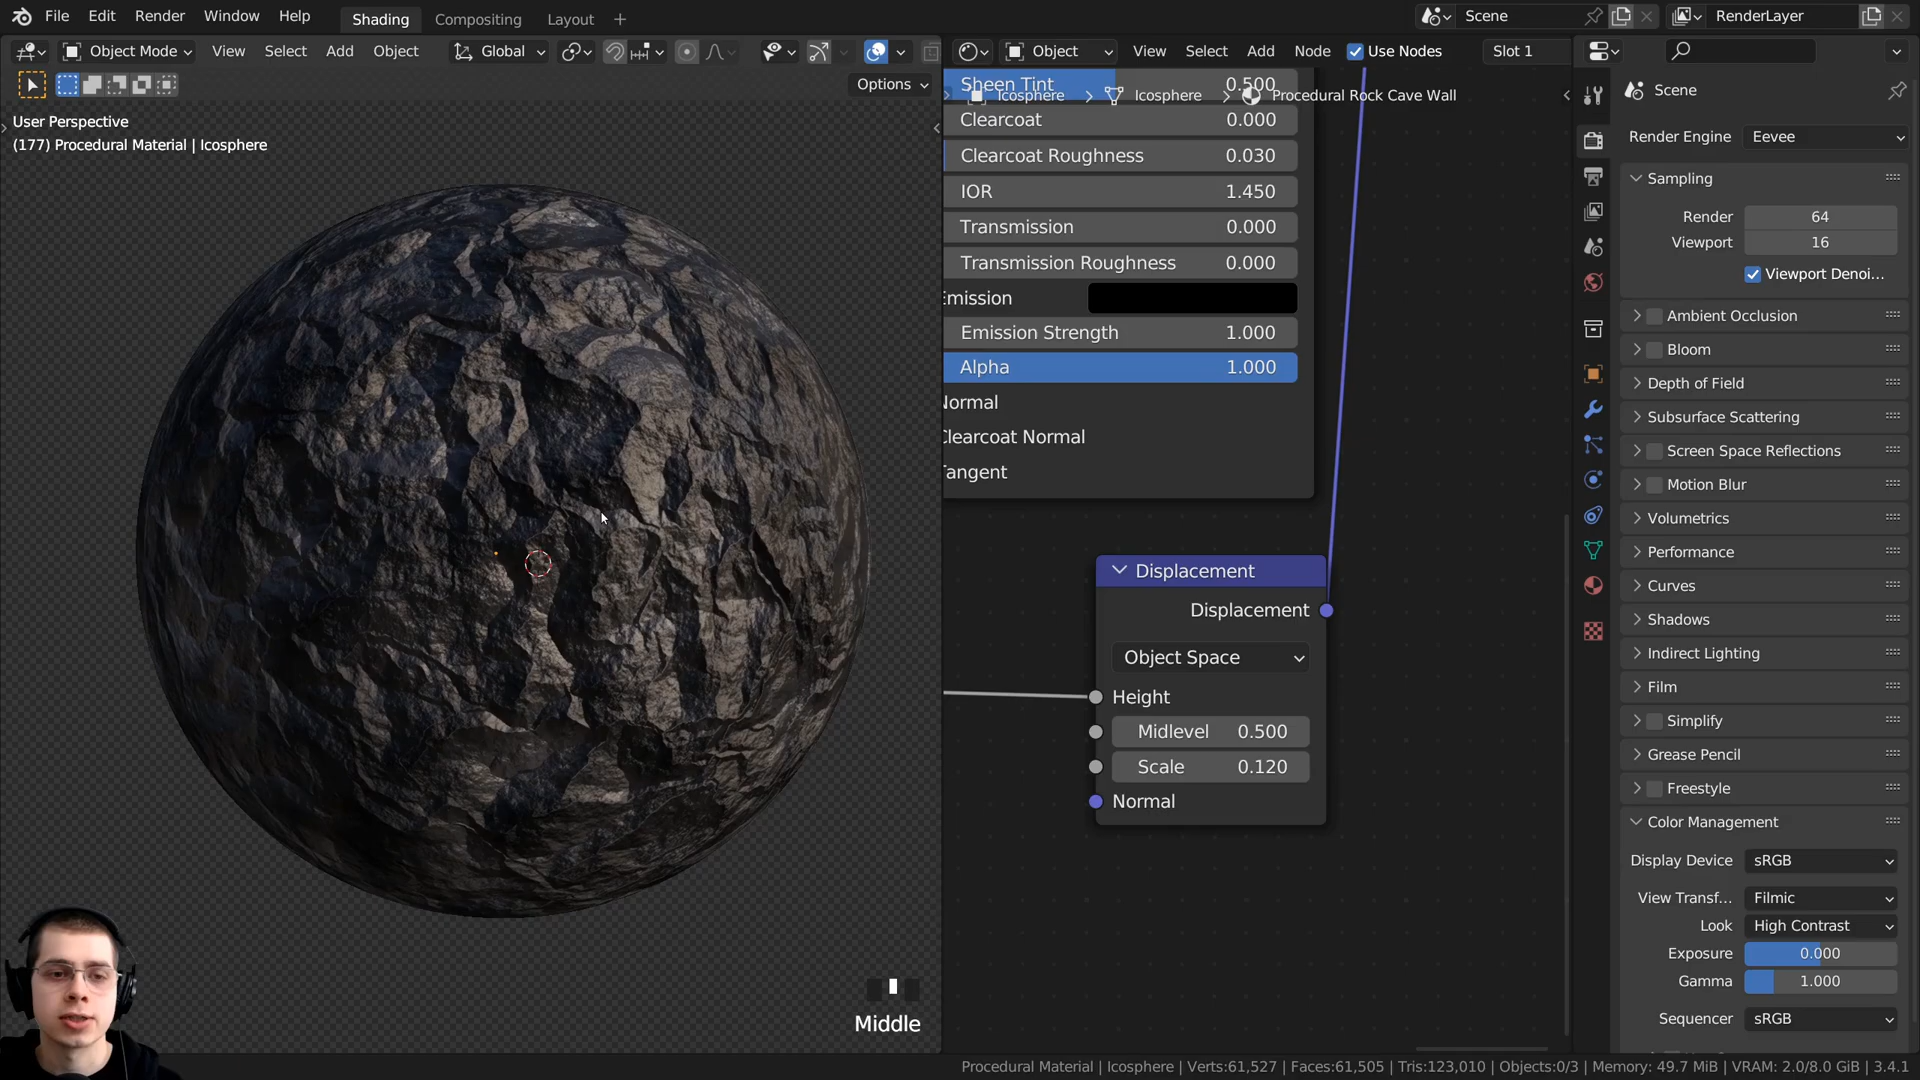 File Edit Render Window Help Shading Compositing Layout + Scene RenderLayer
Object Mode View Select Add Object Global Object View Select Add Node Use Nodes Slot 1
Options
User Perspective
(177) Procedural Material | Icosphere
Sheen Tint 0.500
Icosphere > Icosphere > Procedural Rock Cave Wall
Clearcoat 0.000
Clearcoat Roughness 0.030
IOR 1.450
Transmission 0.000
Transmission Roughness 0.000
Emission
Emission Strength 1.000
Alpha 1.000
Normal
Clearcoat Normal
Tangent
Displacement
Displacement
Object Space
Height
Midlevel 0.500
Scale 0.120
Normal
Scene
Render Engine Eevee
Sampling
Render 64
Viewport 16
Viewport Denoi...
Ambient Occlusion
Bloom
Depth of Field
Subsurface Scattering
Screen Space Reflections
Motion Blur
Volumetrics
Performance
Curves
Shadows
Indirect Lighting
Film
Simplify
Grease Pencil
Freestyle
Color Management
Display Device sRGB
View Transf... Filmic
Look High Contrast
Exposure 0.000
Gamma 1.000
Sequencer sRGB
Middle
Procedural Material | Icosphere | Verts:61,527 | Faces:61,505 | Tris:123,010 | Objects:0/3 | Memory: 49.7 MiB | VRAM: 2.0/8.0 GiB | 3.4.1